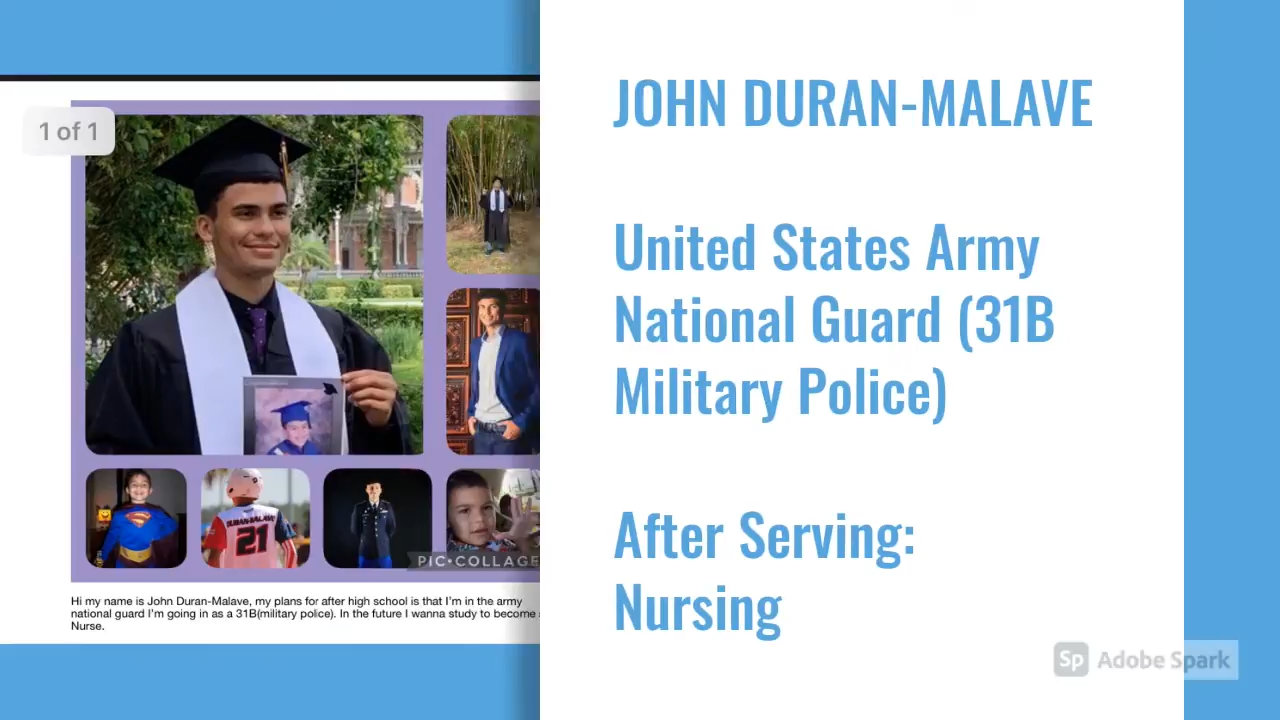 1 of 1
DURAN-MALAVE
21
PIC•COLLAGE
Hi my name is John Duran-Malave, my plans for after high school is that I'm in the army
national guard I'm going in as a 31B(military police). In the future I wanna study to become
Nurse.
JOHN DURAN-MALAVE
United States Army
National Guard (31B
Military Police)
After Serving:
Nursing
Sp Adobe Spark